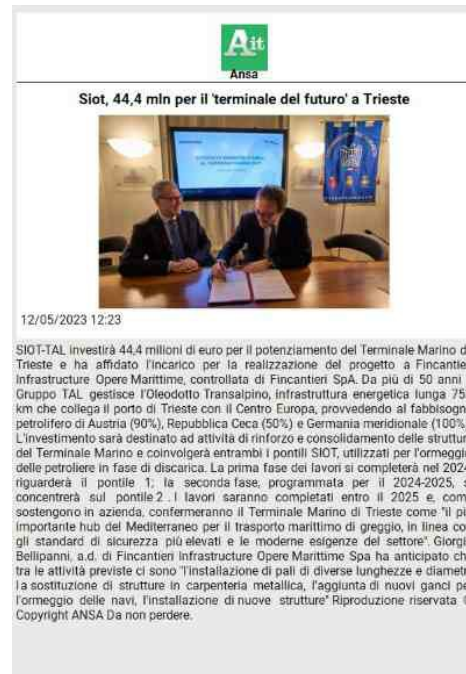 Ait
Ansa
Siot, 44,4 mln per il 'terminale del futuro' a Trieste
12/05/2023 12:23
SIOT-TAL investirà 44,4 milioni di euro per il potenziamento del Terminale Marino d
Trieste e ha affidato l'incarico per la realizzazione del progetto a Fincantie
Infrastructure Opere Marittime, controllata di Fincantieri SpA. Da più di 50 anni
Gruppo TAL gestisce l'Oleodotto Transalpino, infrastruttura energetica lunga 75
km che collega il porto di Trieste con il Centro Europa, provvedendo al fabbisogn
petrolifero di Austria (90%), Repubblica Ceca (50%) e Germania meridionale (100%
L'investimento sarà destinato ad attività di rinforzo e consolidamento delle struttur
del Terminale Marino e coinvolgerà entrambi i pontili SIOT, utilizzati per l'ormeggi
delle petroliere in fase di discarica. La prima fase dei lavori si completerà nel 2024
riguarderà il pontile 1; la seconda fase, programmata per il 2024-2025, s
concentrerà sul pontile 2 . I lavori saranno completati entro il 2025 e, com
sostengono in azienda, confermeranno il Terminale Marino di Trieste come "il pi
importante hub del Mediterraneo per il trasporto marittimo di greggio, in linea co
gli standard di sicurezza più elevati e le moderne esigenze del settore". Giorgi
Bellipanni, a.d. di Fincantieri Infrastructure Opere Marittime Spa ha anticipato ch
tra le attività previste ci sono "l'installazione di pali di diverse lunghezze e diametr
la sostituzione di strutture in carpenteria metallica, l'aggiunta di nuovi ganci pe
l'ormeggio delle navi, l'installazione di nuove strutture" Riproduzione riservata ©
Copyright ANSA Da non perdere.